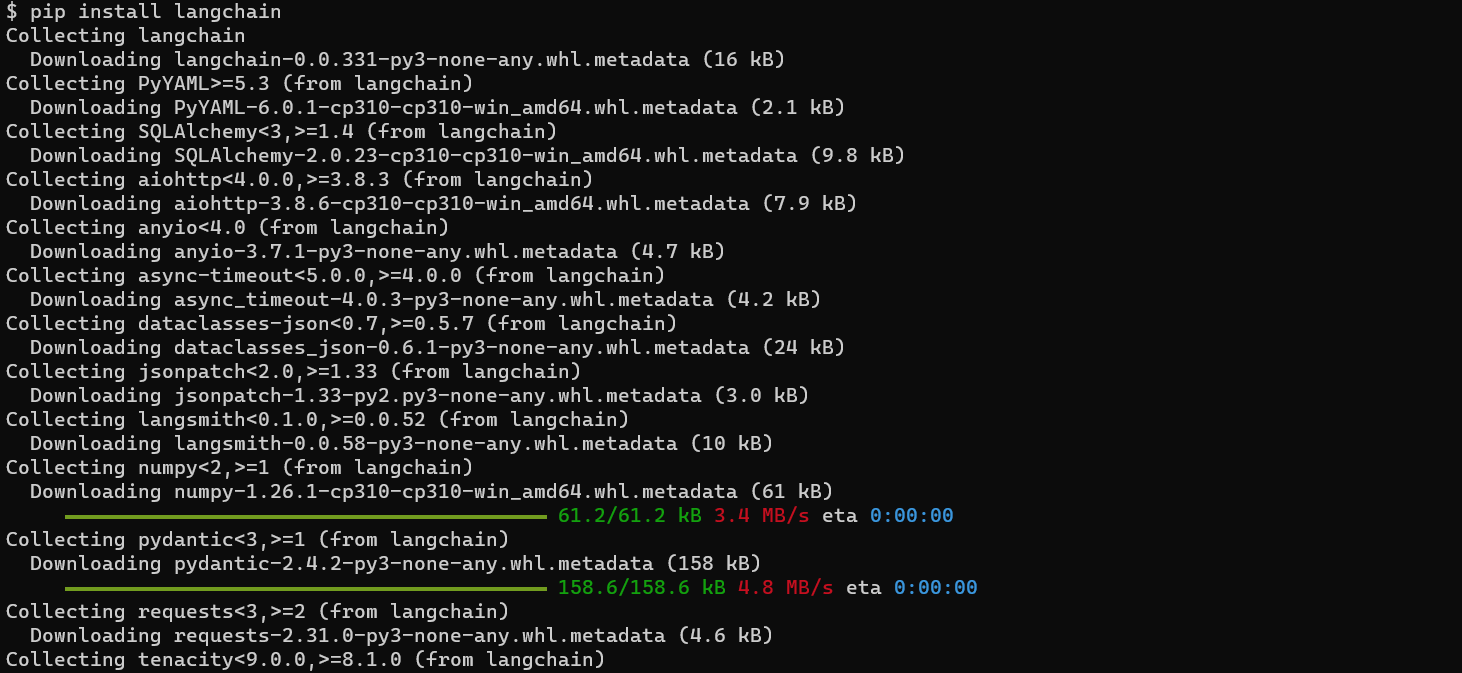 $ pip install langchain
Collecting langchain
  Downloading langchain-0.0.331-py3-none-any.whl.metadata (16 kB)
Collecting PyYAML>=5.3 (from langchain)
  Downloading PyYAML-6.0.1-cp310-cp310-win_amd64.whl.metadata (2.1 kB)
Collecting SQLAlchemy<3,>=1.4 (from langchain)
  Downloading SQLAlchemy-2.0.23-cp310-cp310-win_amd64.whl.metadata (9.8 kB)
Collecting aiohttp<4.0.0,>=3.8.3 (from langchain)
  Downloading aiohttp-3.8.6-cp310-cp310-win_amd64.whl.metadata (7.9 kB)
Collecting anyio<4.0 (from langchain)
  Downloading anyio-3.7.1-py3-none-any.whl.metadata (4.7 kB)
Collecting async-timeout<5.0.0,>=4.0.0 (from langchain)
  Downloading async_timeout-4.0.3-py3-none-any.whl.metadata (4.2 kB)
Collecting dataclasses-json<0.7,>=0.5.7 (from langchain)
  Downloading dataclasses_json-0.6.1-py3-none-any.whl.metadata (24 kB)
Collecting jsonpatch<2.0,>=1.33 (from langchain)
  Downloading jsonpatch-1.33-py2.py3-none-any.whl.metadata (3.0 kB)
Collecting langsmith<0.1.0,>=0.0.52 (from langchain)
  Downloading langsmith-0.0.58-py3-none-any.whl.metadata (10 kB)
Collecting numpy<2,>=1 (from langchain)
  Downloading numpy-1.26.1-cp310-cp310-win_amd64.whl.metadata (61 kB)
61.2/61.2 kB 3.4 MB/s eta 0:00:00
Collecting pydantic<3,>=1 (from langchain)
  Downloading pydantic-2.4.2-py3-none-any.whl.metadata (158 kB)
158.6/158.6 kB 4.8 MB/s eta 0:00:00
Collecting requests<3,>=2 (from langchain)
  Downloading requests-2.31.0-py3-none-any.whl.metadata (4.6 kB)
Collecting tenacity<9.0.0,>=8.1.0 (from langchain)